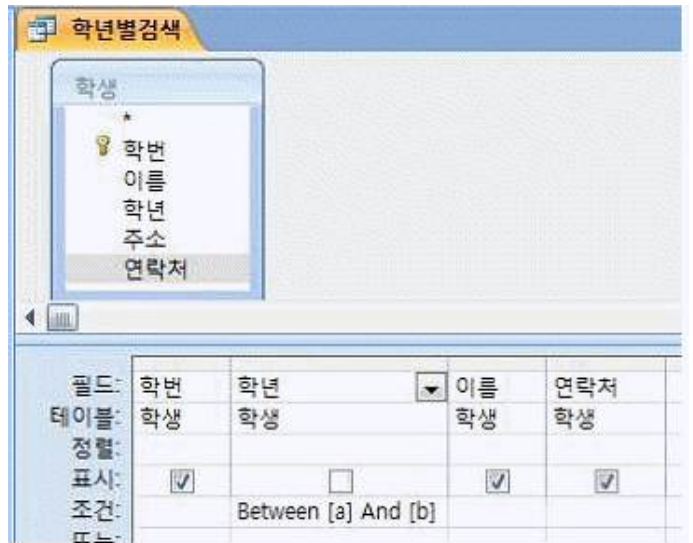 학년별검색
학생
*
학번
이름
학년
주소
연락처
필드: 학번 학년 이름 연락처
테이블: 학생 학생 학생 학생
정렬:
표시:
조건: Between [a] And [b]
또는: